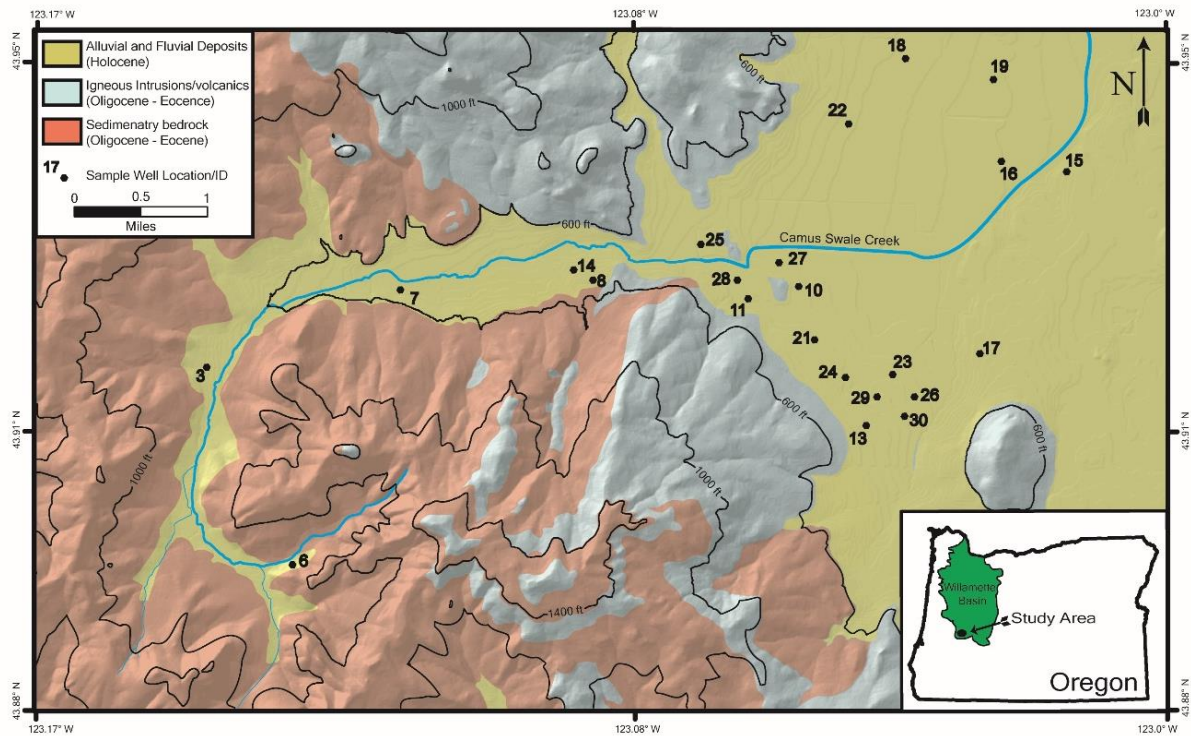 123.17° W
123.08° W
123.0° W
43.95° N
43.95° N
Alluvial and Fluvial Deposits
(Holocene)
Igneous Intrusions/volcanics
(Oligocene - Eocence)
Sedimenatry bedrock
(Oligocene - Eocene)
17
Sample Well Location/ID
0
0.5
1
Miles
N
600 ft
1000 ft
18
19
22
16
15
600 ft
25
Camus Swale Creek
27
14
8
28
10
7
11
21
17
3
24
23
600 ft
29
26
30
13
600 ft
43.91° N
43.91° N
1000 ft
1000 ft
6
1400 ft
Willamette
Basin
Study Area
Oregon
43.88° N
43.88° N
123.17° W
123.08° W
123.0° W